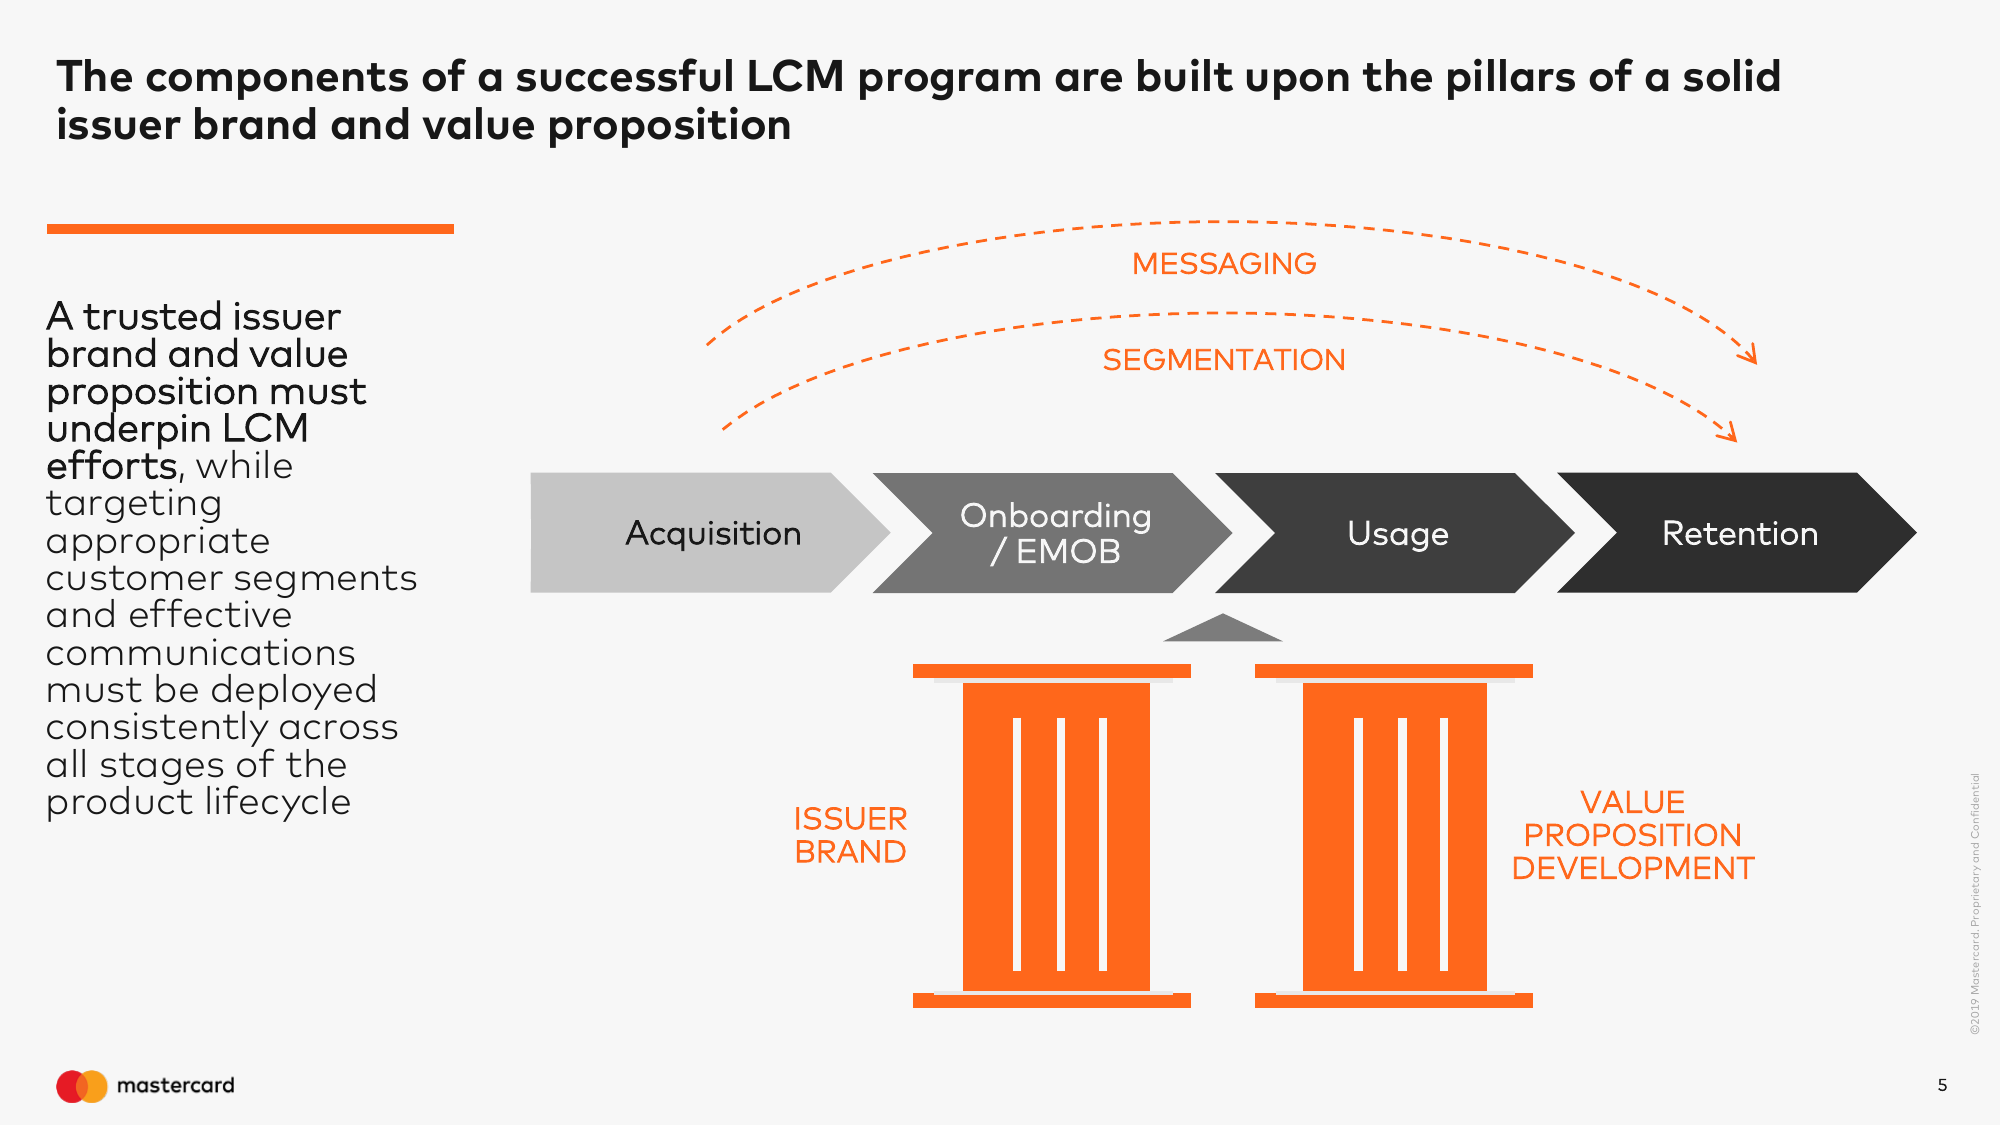 The components of a successful LCM program are built upon the pillars of a solid
issuer brand and value proposition
A trusted issuer
brand and value
proposition must
underpin LCM
efforts, while
targeting
appropriate
customer segments
and effective
communications
must be deployed
consistently across
all stages of the
product lifecycle
MESSAGING
SEGMENTATION
Acquisition
Onboarding
/ EMOB
Usage
Retention
ISSUER
BRAND
VALUE
PROPOSITION
DEVELOPMENT
©2019 Mastercard. Proprietary and Confidential
mastercard
5